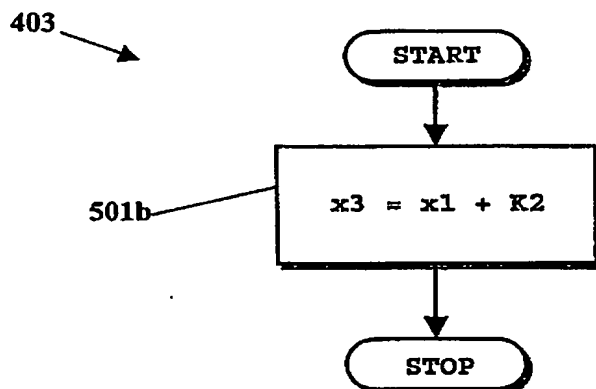 403
START
501b
x3 = x1 + K2
STOP